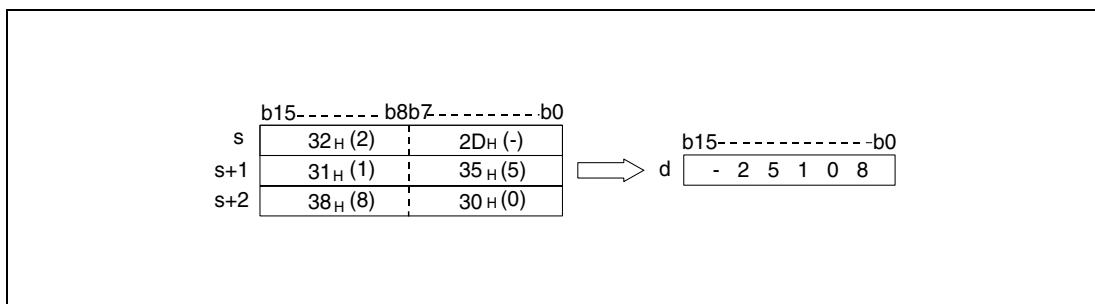 b15------------b8b7------------b0
s 32H (2) 2DH (-)
s+1 31H (1) 35H (5)
s+2 38H (8) 30H (0)
b15----------------b0
d - 2 5 1 0 8